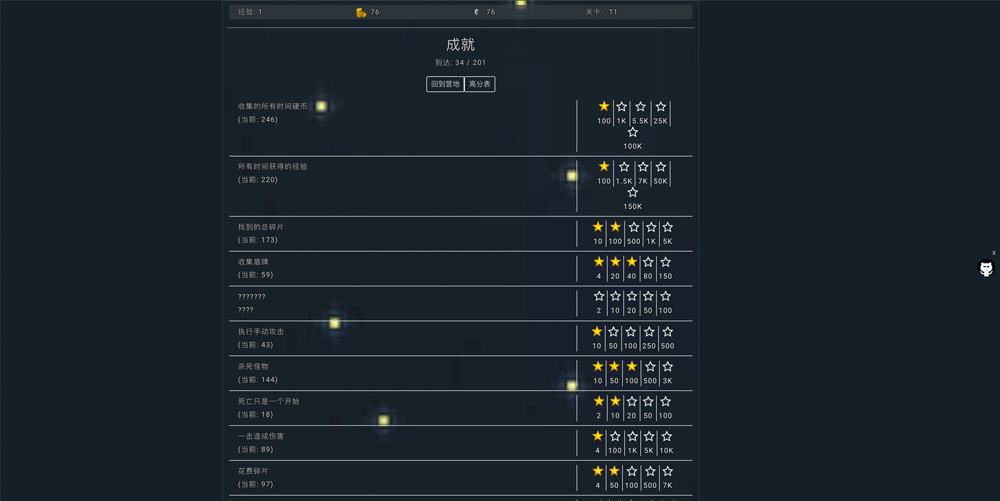 经验: 1 76 76 关卡: 11
成就
到达: 34 / 201
回到营地 高分表
收集的所有时间硬币
(当前: 246)
100 1K 5.5K 25K
100K
所有时间获得的经验
(当前: 220)
100 1.5K 7K 50K
150K
找到的总碎片
(当前: 173)
10 100 500 1K 5K
收集盾牌
(当前: 59)
4 20 40 80 150
???????
????
2 10 20 50 100
执行手动攻击
(当前: 43)
10 50 100 250 500
杀死怪物
(当前: 144)
10 50 100 500 3K
死亡只是一个开始
(当前: 18)
2 10 20 50 100
一击造成伤害
(当前: 89)
4 100 1K 5K 10K
花费碎片
(当前: 97)
4 50 100 500 7K
x